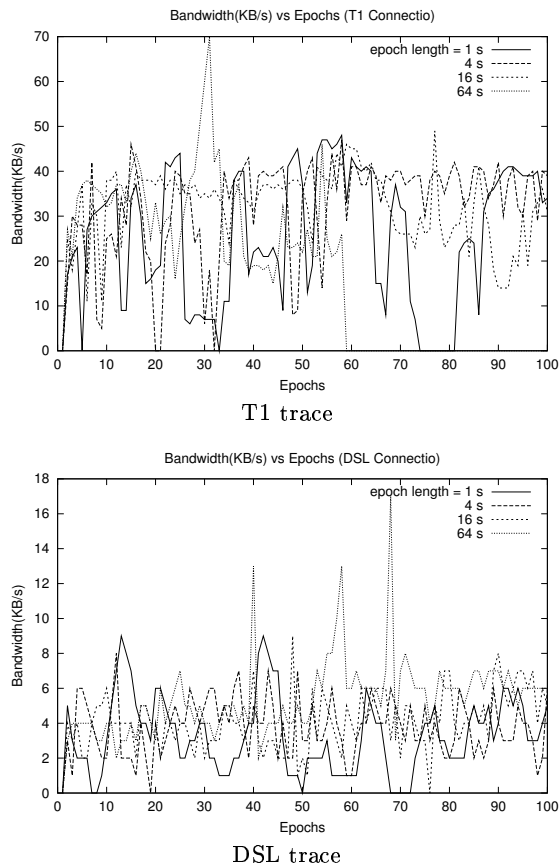 Bandwidth(KB/s) vs Epochs (T1 Connectio)
70
60
50
40
30
20
10
0
Bandwidth(KB/s)
epoch length = 1 s
4 s
16 s
64 s
0 10 20 30 40 50 60 70 80 90 100
Epochs
T1 trace
Bandwidth(KB/s) vs Epochs (DSL Connectio)
18
16
14
12
10
8
6
4
2
0
Bandwidth(KB/s)
epoch length = 1 s
4 s
16 s
64 s
0 10 20 30 40 50 60 70 80 90 100
Epochs
DSL trace